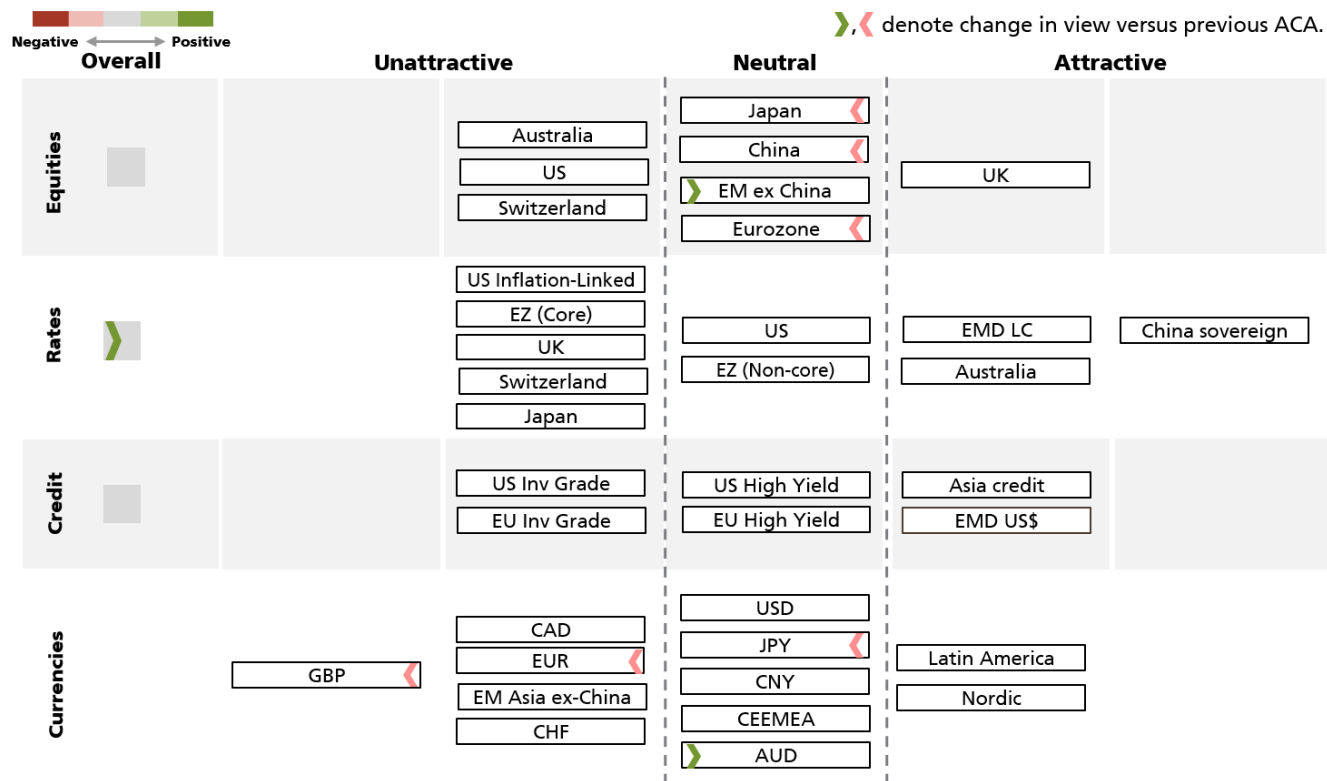 Negative Positive
, denote change in view versus previous ACA.
Overall Unattractive Neutral Attractive
Equities
Australia
US
Switzerland
Japan
China
EM ex China
Eurozone
UK
Rates
US Inflation-Linked
EZ (Core)
UK
Switzerland
Japan
US
EZ (Non-core)
EMD LC
Australia
China sovereign
Credit
US Inv Grade
EU Inv Grade
US High Yield
EU High Yield
Asia credit
EMD US$
Currencies
GBP
CAD
EUR
EM Asia ex-China
CHF
USD
JPY
CNY
CEEMEA
AUD
Latin America
Nordic